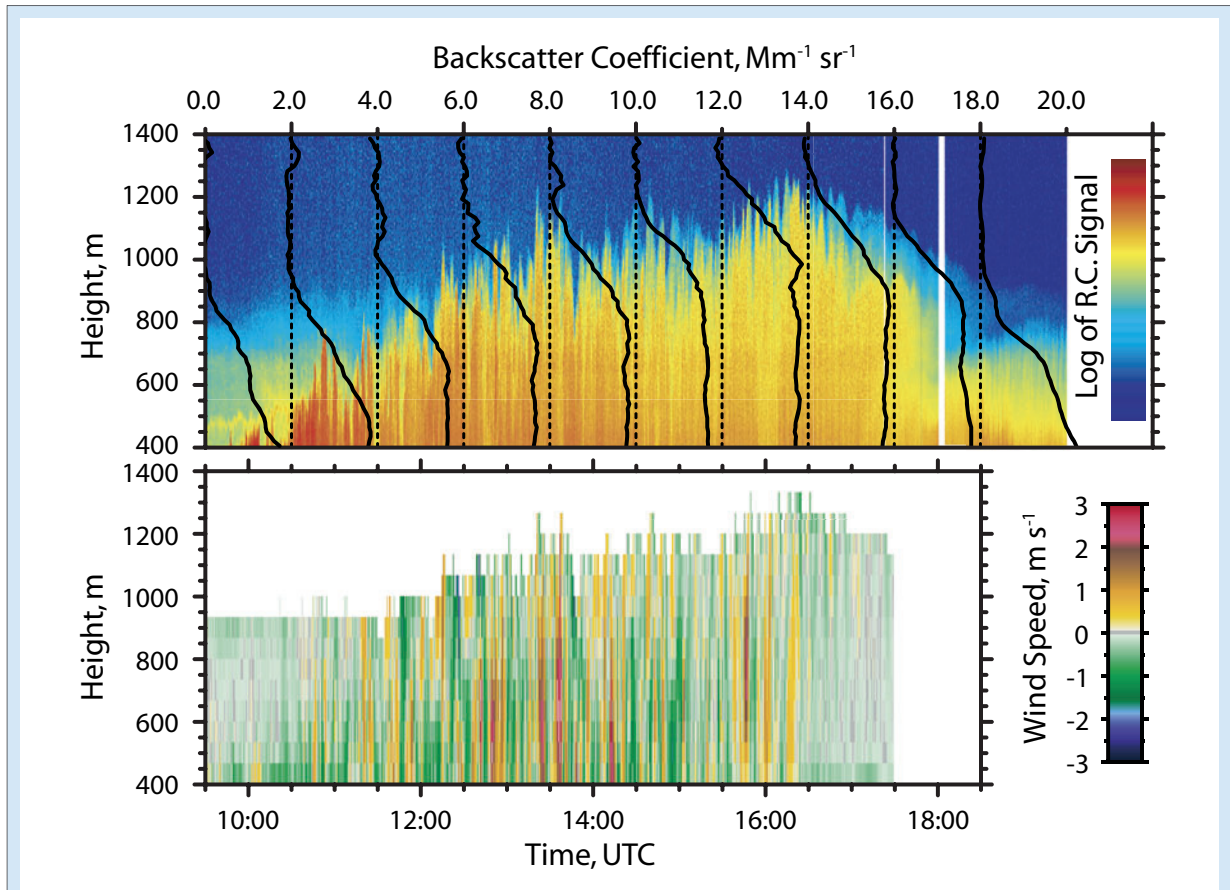 Backscatter Coefficient, Mm⁻¹ sr⁻¹
0.0 2.0 4.0 6.0 8.0 10.0 12.0 14.0 16.0 18.0 20.0
1400
1200
1000
800
600
400
Height, m
Log of R.C. Signal
1400
1200
1000
800
600
400
Height, m
10:00 12:00 14:00 16:00 18:00
Time, UTC
Wind Speed, m s⁻¹
3
2
1
0
-1
-2
-3